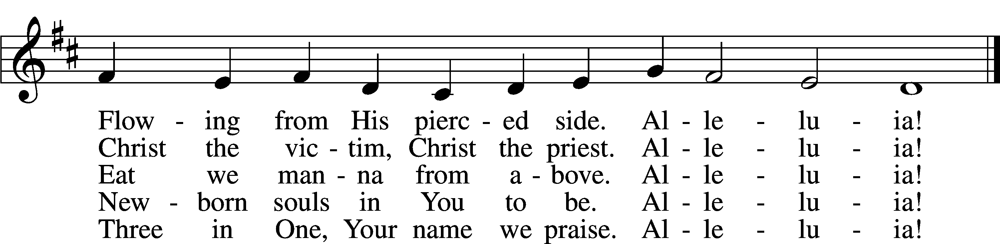 Flow - ing from His pierc - ed side. Al - le - lu - ia!
Christ the vic - tim, Christ the priest. Al - le - lu - ia!
Eat we man - na from a - bove. Al - le - lu - ia!
New - born souls in You to be. Al - le - lu - ia!
Three in One, Your name we praise. Al - le - lu - ia!